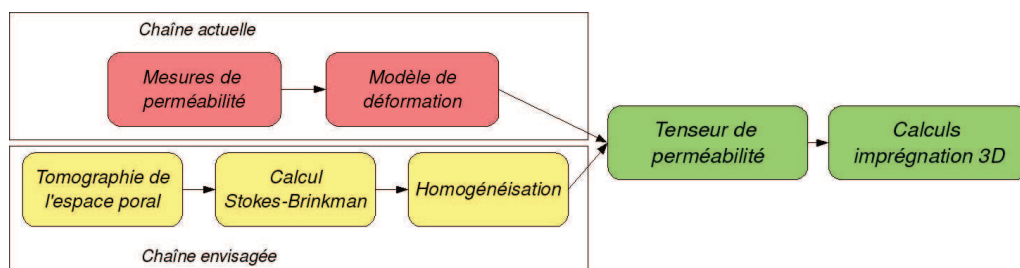 Chaîne actuelle
Mesures de
perméabilité
Modèle de
déformation
Tenseur de
perméabilité
Calculs
imprégnation 3D
Tomographie de
l'espace poral
Calcul
Stokes-Brinkman
Homogénéisation
Chaîne envisagée